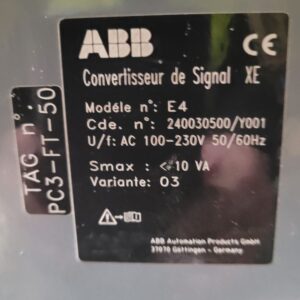 ABB CE
Convertisseur de Signal XE
Modéle n°: E4
Cde. n°: 240030500/Y001
U/f: AC 100-230V 50/60Hz
Smax : <10 VA
Variante: 03
ABB Automation Products GmbH
37070 Göttingen - Germany
TAG n°:
PC3-FT-50